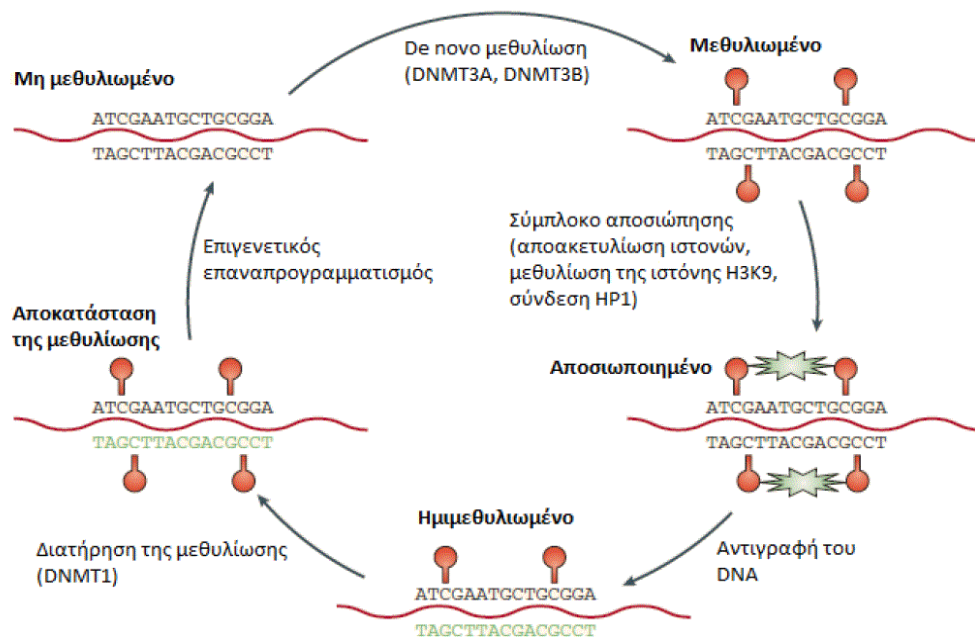 De novo μεθυλίωση
(DNMT3A, DNMT3B)
Μη μεθυλιωμένο
ATCGAATGCTGCGGA
TAGCTTACGACGCCT
Μεθυλιωμένο
ATCGAATGCTGCGGA
TAGCTTACGACGCCT
Σύμπλοκο αποσιώπησης
(αποακετυλίωση ιστονών,
μεθυλίωση της ιστόνης H3K9,
σύνδεση HP1)
Αποσιωποιημένο
ATCGAATGCTGCGGA
TAGCTTACGACGCCT
Αντιγραφή του
DNA
Ημιμεθυλιωμένο
ATCGAATGCTGCGGA
TAGCTTACGACGCCT
Διατήρηση της μεθυλίωσης
(DNMT1)
Αποκατάσταση
της μεθυλίωσης
ATCGAATGCTGCGGA
TAGCTTACGACGCCT
Επιγενετικός
επαναπρογραμματισμός